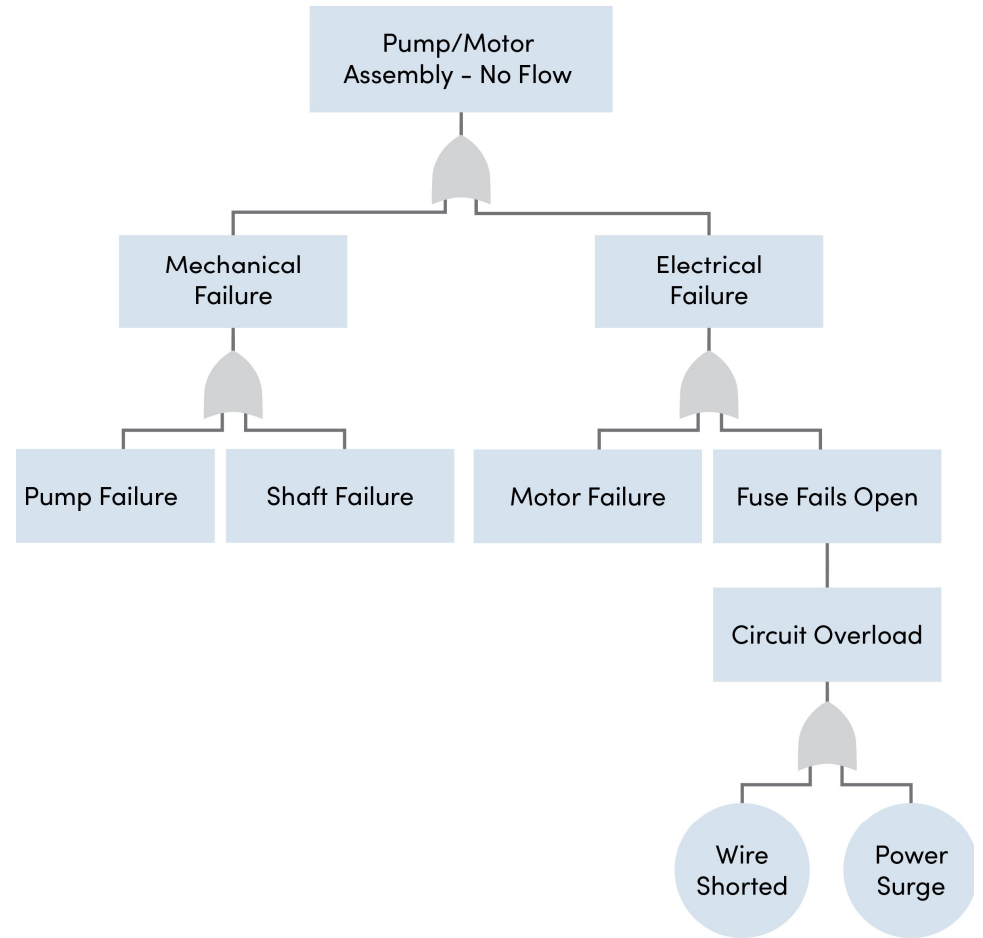 Pump/Motor
Assembly - No Flow
Mechanical
Failure
Electrical
Failure
Pump Failure
Shaft Failure
Motor Failure
Fuse Fails Open
Circuit Overload
Wire
Shorted
Power
Surge